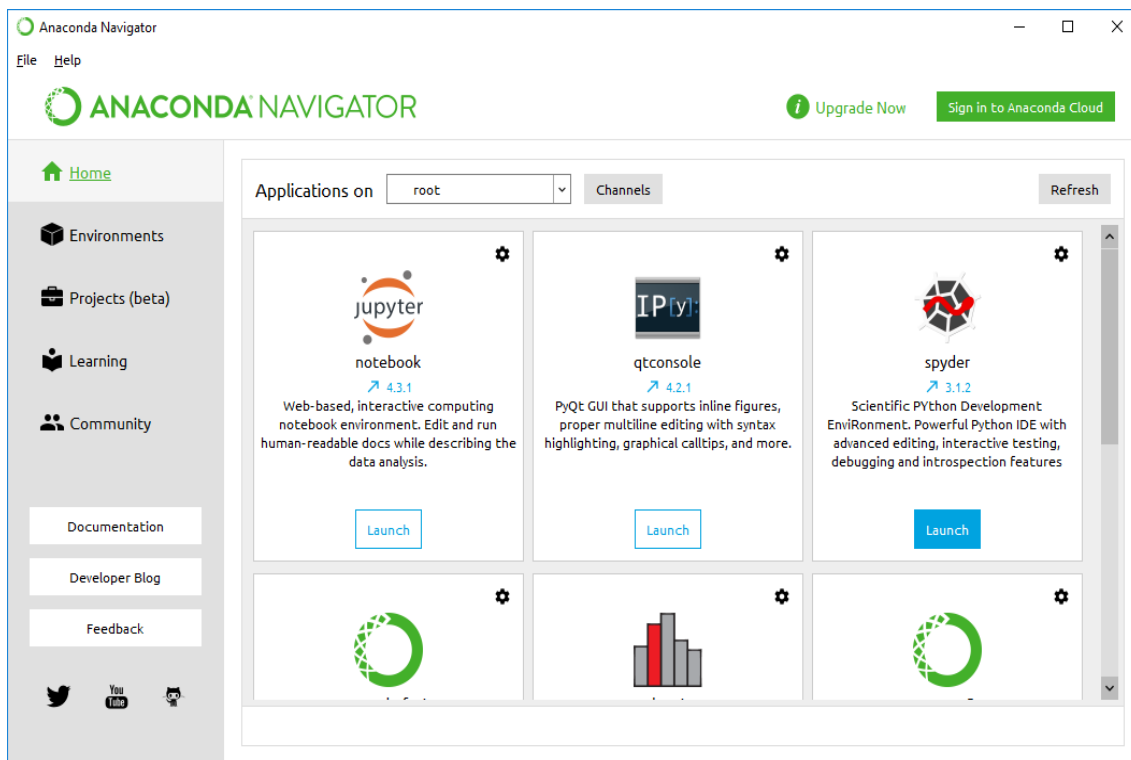 Anaconda Navigator
File Help
ANACONDA NAVIGATOR
i Upgrade Now
Sign in to Anaconda Cloud
Home
Environments
Projects (beta)
Learning
Community
Documentation
Developer Blog
Feedback
You
Tube
Applications on root Channels Refresh
jupyter
notebook
4.3.1
Web-based, interactive computing
notebook environment. Edit and run
human-readable docs while describing the
data analysis.
Launch
IP[y]:
qtconsole
4.2.1
PyQt GUI that supports inline figures,
proper multiline editing with syntax
highlighting, graphical calltips, and more.
Launch
spyder
3.1.2
Scientific PYthon Development
EnviRonment. Powerful Python IDE with
advanced editing, interactive testing,
debugging and introspection features
Launch